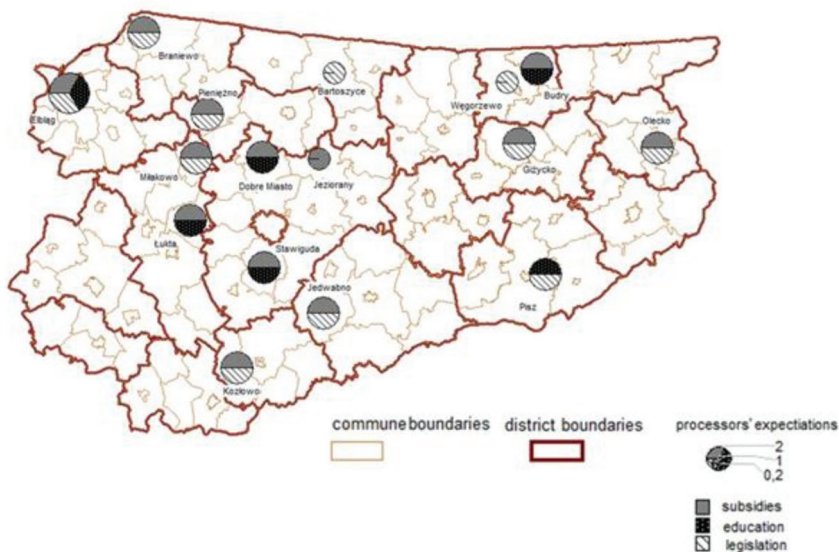 Braniewo
Bartoszyce
Pieniężno
Węgorzewo
Budry
Elbląg
Olecko
Giżycko
Miłakowo
Dobre Miasto
Jeziorany
Łukta
Stawiguda
Jedwabno
Pisz
Kozłowo
commune boundaries
district boundaries
processors' expectiations
2
1
0,2
subsidies
education
legislation